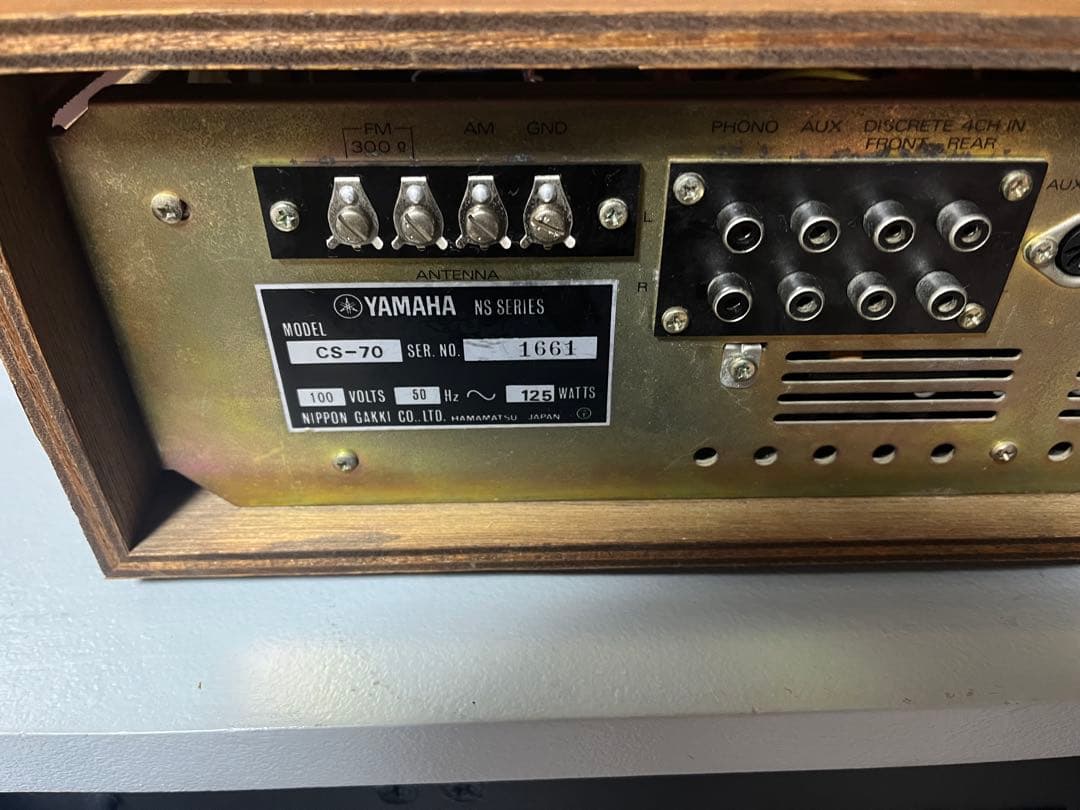 FM AM GND
300 Ω
ANTENNA
L
R
PHONO AUX DISCRETE 4CH IN
FRONT REAR
AUX
YAMAHA NS SERIES
MODEL
CS-70 SER. NO. 1661
100 VOLTS 50 Hz 125 WATTS
NIPPON GAKKI CO., LTD. HAMAMATSU JAPAN